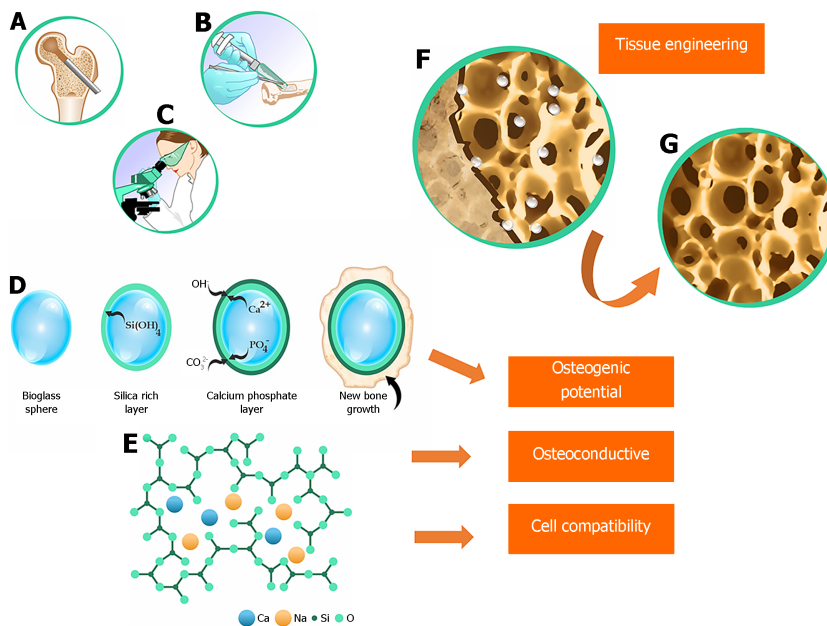 A
B
C
F
Tissue engineering
G
D
OH⁻
Ca²⁺
Si(OH)₄
PO₄⁻
CO₃²⁻
Bioglass
sphere
Silica rich
layer
Calcium phosphate
layer
New bone
growth
Osteogenic
potential
E
Osteoconductive
Cell compatibility
Ca
Na
Si
O